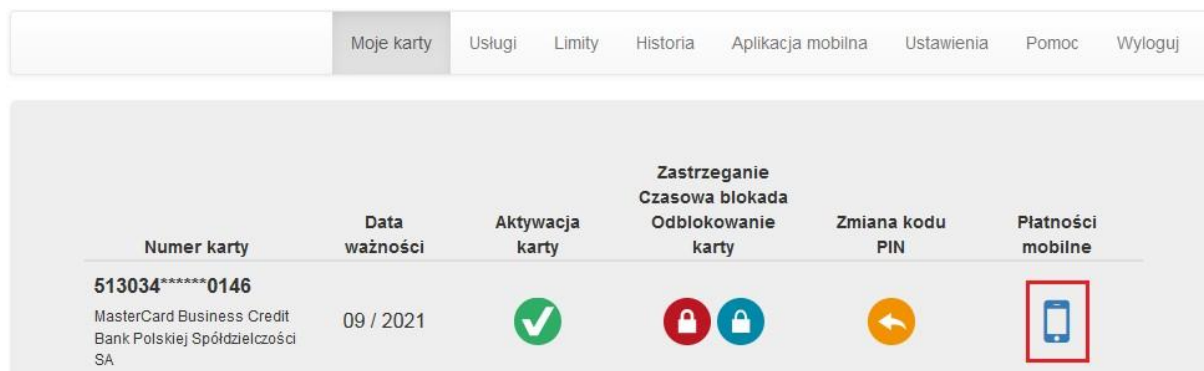 Moje karty Usługi Limity Historia Aplikacja mobilna Ustawienia Pomoc Wyloguj
Zastrzeganie
Czasowa blokada
Data Aktywacja Odblokowanie Zmiana kodu Płatności
Numer karty ważności karty karty PIN mobilne
513034******0146
MasterCard Business Credit
09 / 2021
Bank Polskiej Spółdzielczości
SA